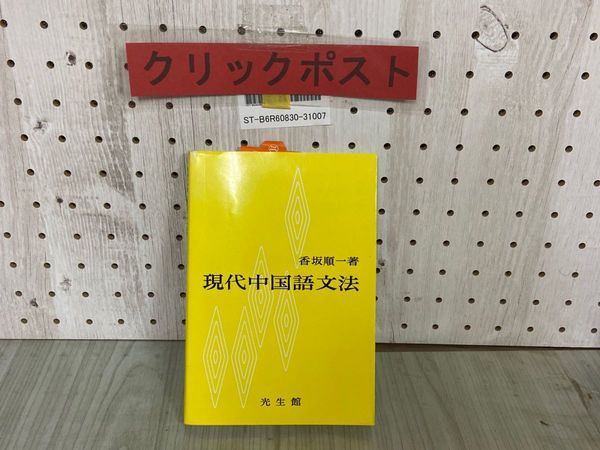 クリックポスト
ST-B6R60830-31007
香坂順一著
現代中国語文法
光生館